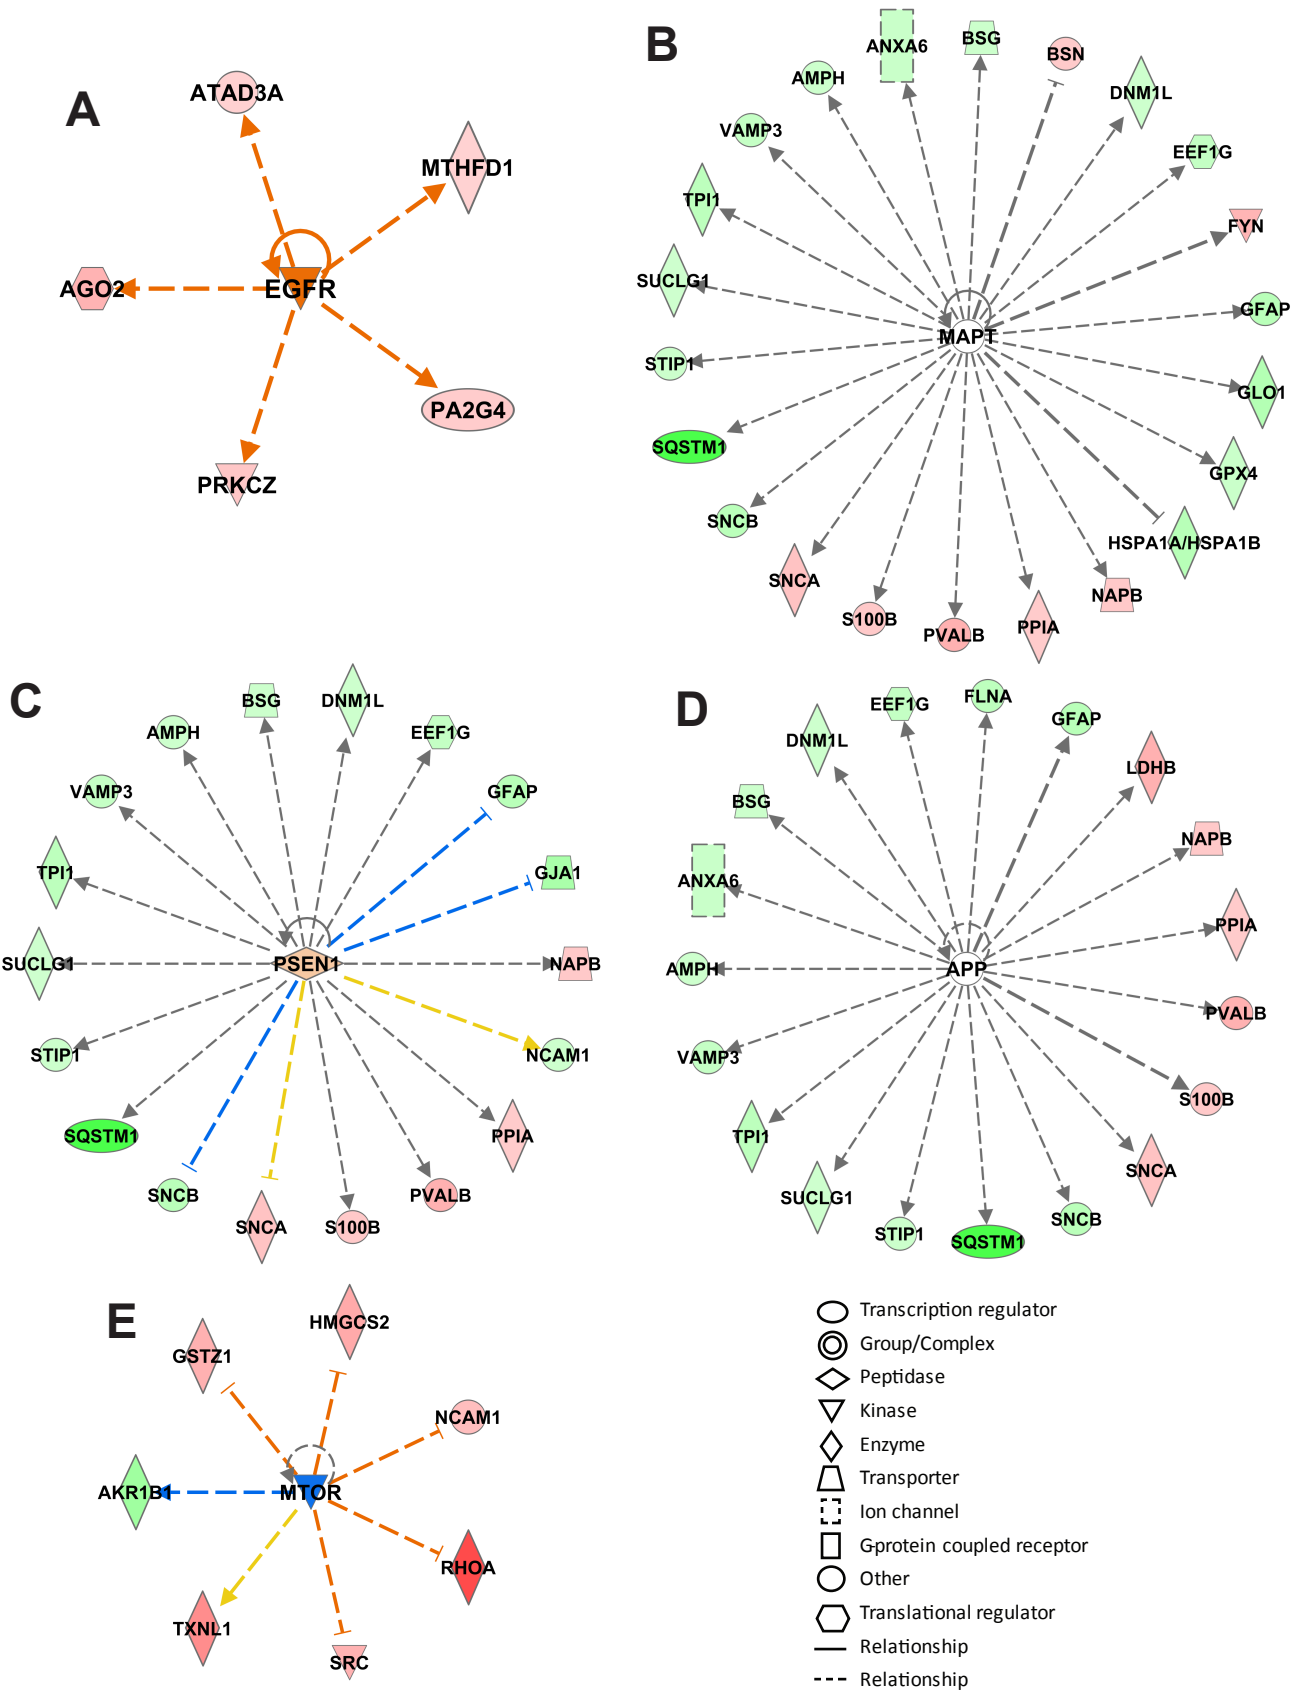 A
ATAD3A
MTHFD1
AGO2
EGFR
PA2G4
PRKCZ
B
ANXA6
BSG
BSN
AMPH
DNM1L
VAMP3
EEF1G
TPI1
FYN
SUCLG1
GFAP
MAPT
STIP1
GLO1
SQSTM1
GPX4
SNCB
HSPA1A/HSPA1B
SNCA
NAPB
S100B
PVALB
PPIA
C
BSG
DNM1L
AMPH
EEF1G
VAMP3
GFAP
TPI1
GJA1
SUCLG1
PSEN1
NAPB
STIP1
NCAM1
SQSTM1
PPIA
SNCB
PVALB
SNCA
S100B
D
EEF1G
FLNA
GFAP
DNM1L
LDHB
BSG
NAPB
ANXA6
PPIA
AMPH
APP
PVALB
VAMP3
S100B
TPI1
SNCA
SUCLG1
SNCB
STIP1
SQSTM1
E
HMGCS2
GSTZ1
NCAM1
AKR1B1
MTOR
RHOA
TXNL1
SRC
Transcription regulator
Group/Complex
Peptidase
Kinase
Enzyme
Transporter
Ion channel
G-protein coupled receptor
Other
Translational regulator
Relationship
Relationship